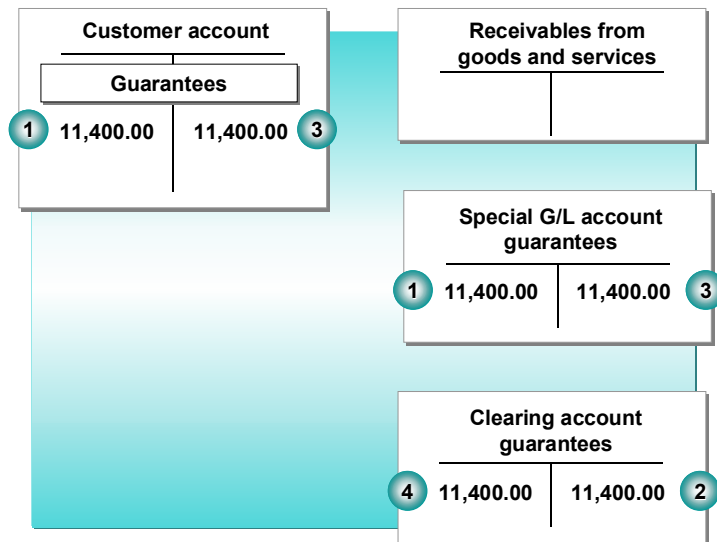 Customer account
Guarantees
1 11,400.00 11,400.00 3
Receivables from
goods and services
Special G/L account
guarantees
1 11,400.00 11,400.00 3
Clearing account
guarantees
4 11,400.00 11,400.00 2